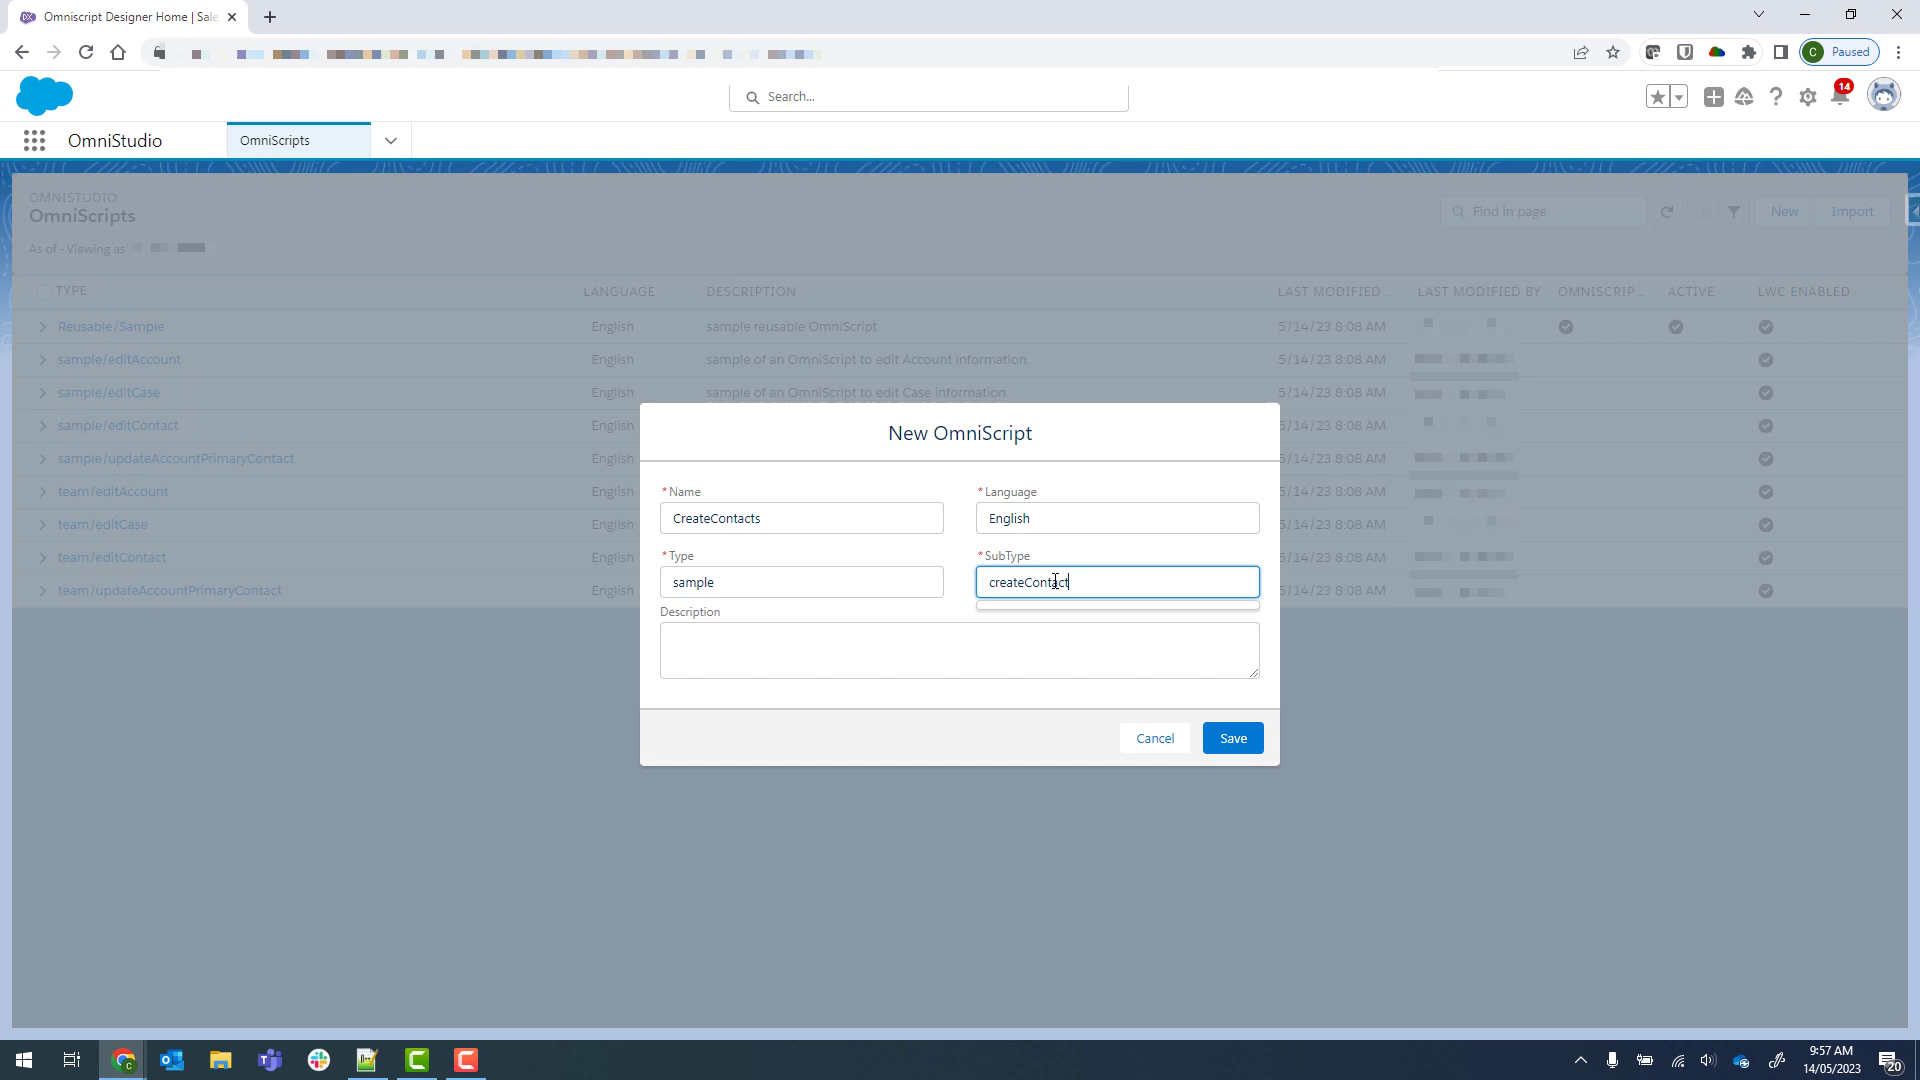 Omniscript Designer Home | Sale
C Paused
Search...
14
OmniStudio
OmniScripts
OMNISTUDIO
OmniScripts
As of - Viewing as
Find in page
New
Import
TYPE LANGUAGE DESCRIPTION LAST MODIFIED ... LAST MODIFIED BY OMNISCRIP... ACTIVE LWC ENABLED
Reusable/Sample English sample reusable OmniScript 5/14/23 8:08 AM
sample/editAccount English sample of an OmniScript to edit Account information. 5/14/23 8:08 AM
sample/editCase English sample of an OmniScript to edit Case information. 5/14/23 8:08 AM
sample/editContact English 5/14/23 8:08 AM
sample/updateAccountPrimaryContact English 5/14/23 8:08 AM
team/editAccount English 5/14/23 8:08 AM
team/editCase English 5/14/23 8:08 AM
team/editContact English 5/14/23 8:08 AM
team/updateAccountPrimaryContact English 5/14/23 8:08 AM
New OmniScript
*Name *Language
CreateContacts English
*Type *SubType
sample createContact
Description
Cancel Save
9:57 AM
14/05/2023
20